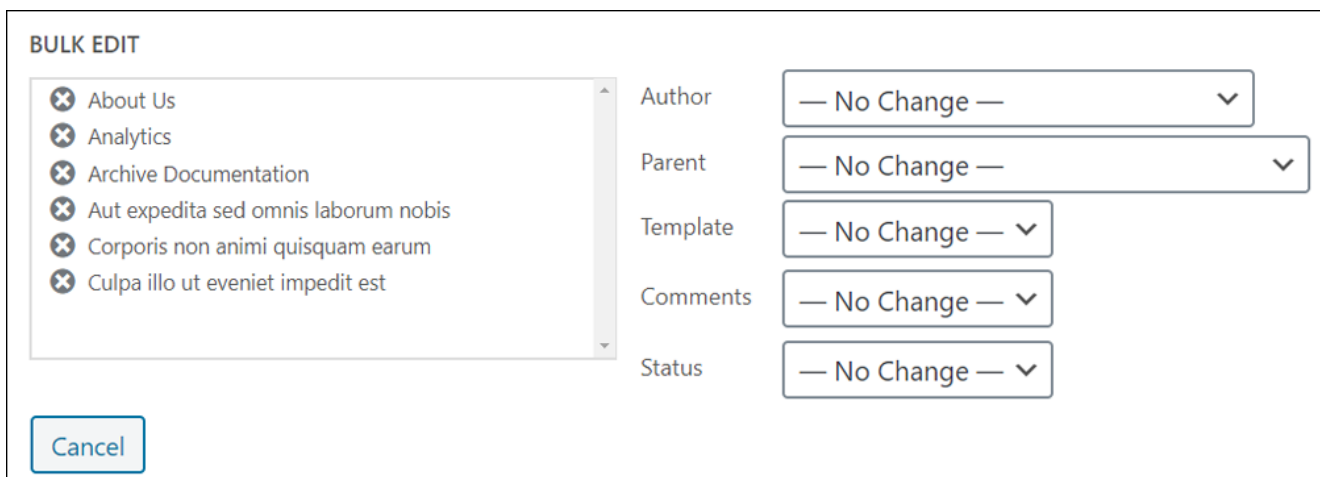 BULK EDIT
About Us
Analytics
Archive Documentation
Aut expedita sed omnis laborum nobis
Corporis non animi quisquam earum
Culpa illo ut eveniet impedit est
Author — No Change —
Parent — No Change —
Template — No Change —
Comments — No Change —
Status — No Change —
Cancel